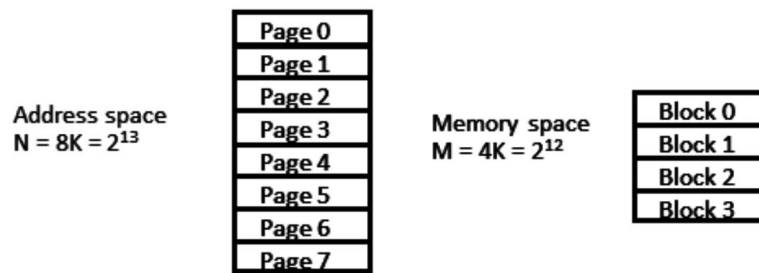 Address space
N = 8K = 2¹³
Page 0
Page 1
Page 2
Page 3
Page 4
Page 5
Page 6
Page 7
Memory space
M = 4K = 2¹²
Block 0
Block 1
Block 2
Block 3